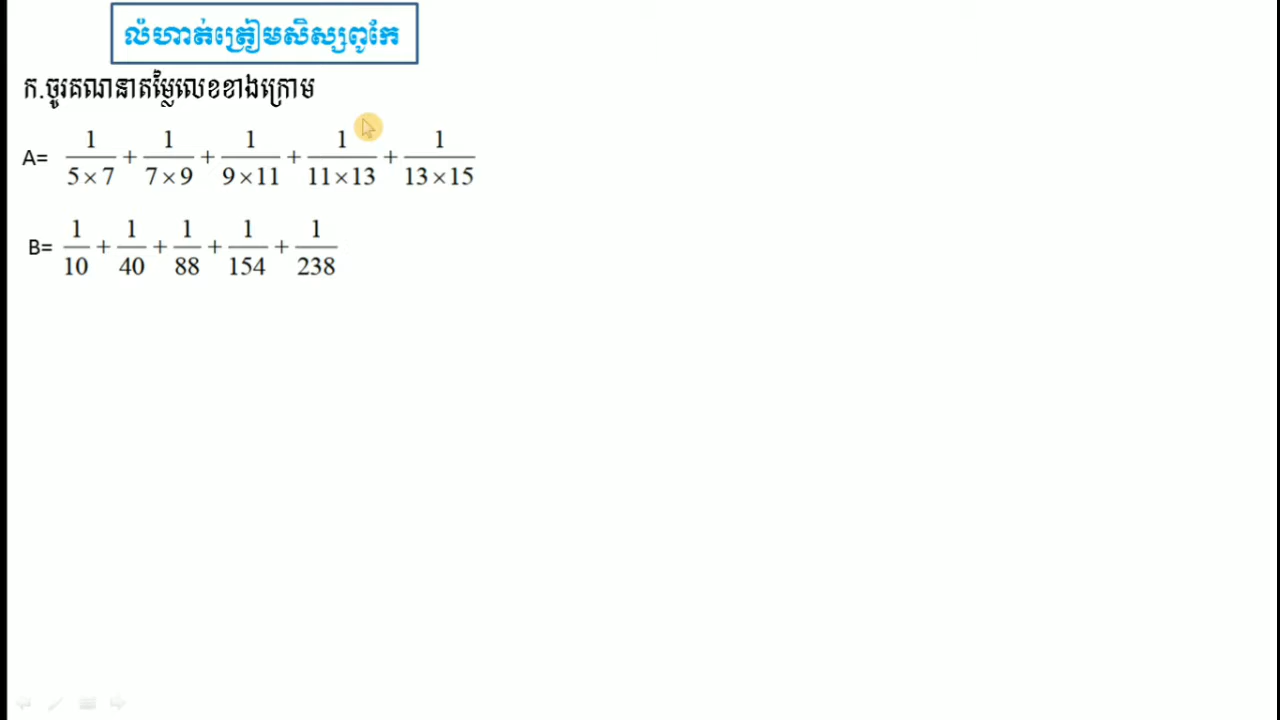 លំហាត់ត្រៀមសិស្សពូកែ
ក.ចូរគណនាតម្លៃលេខខាងក្រោម
A= 1/(5×7) + 1/(7×9) + 1/(9×11) + 1/(11×13) + 1/(13×15)
B= 1/10 + 1/40 + 1/88 + 1/154 + 1/238